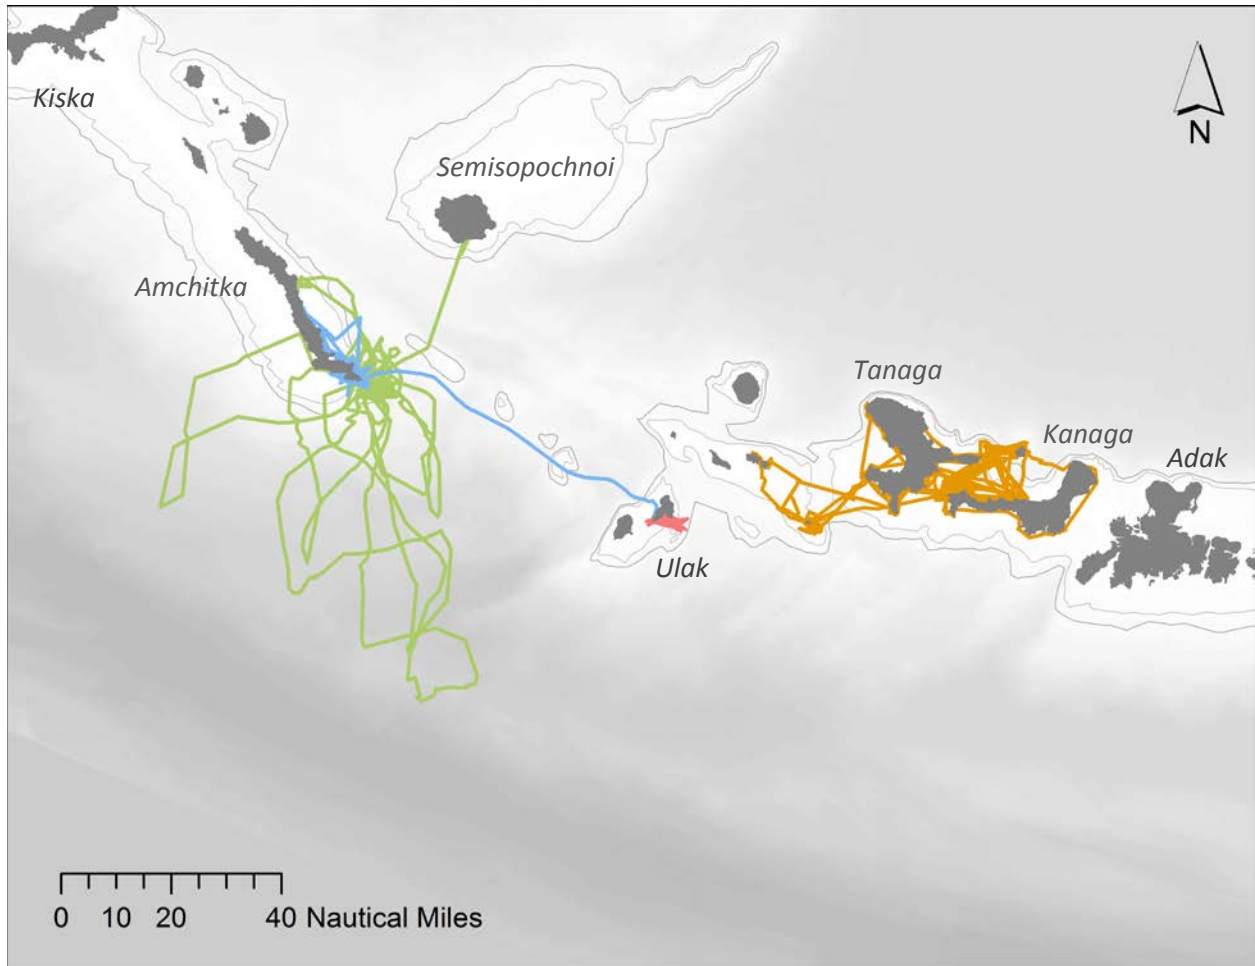 Kiska
N
Semisopochnoi
Amchitka
Tanaga
Kanaga
Adak
Ulak
0 10 20 40 Nautical Miles